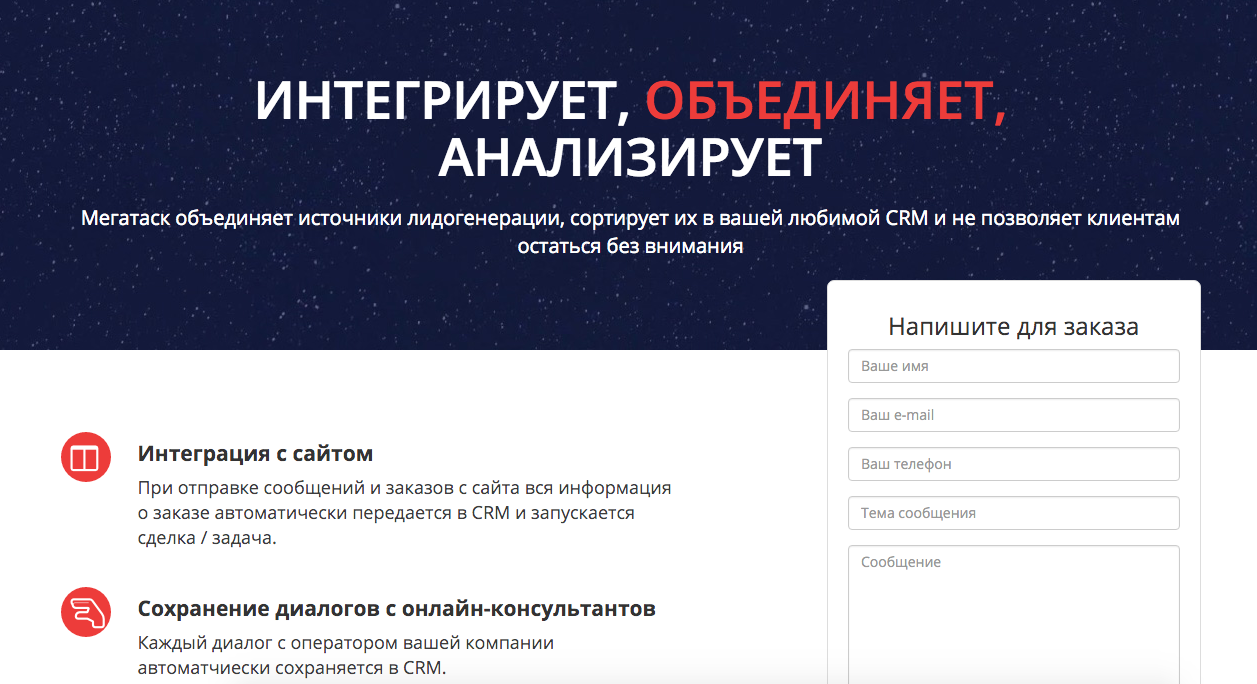 ИНТЕГРИРУЕТ, ОБЪЕДИНЯЕТ,
АНАЛИЗИРУЕТ
Мегатаск объединяет источники лидогенерации, сортирует их в вашей любимой CRM и не позволяет клиентам
остаться без внимания
Интеграция с сайтом
При отправке сообщений и заказов с сайта вся информация
о заказе автоматически передается в CRM и запускается
сделка / задача.
Сохранение диалогов с онлайн-консультантов
Каждый диалог с оператором вашей компании
автоматчиески сохраняется в CRM.
Напишите для заказа
Ваше имя
Ваш e-mail
Ваш телефон
Тема сообщения
Сообщение